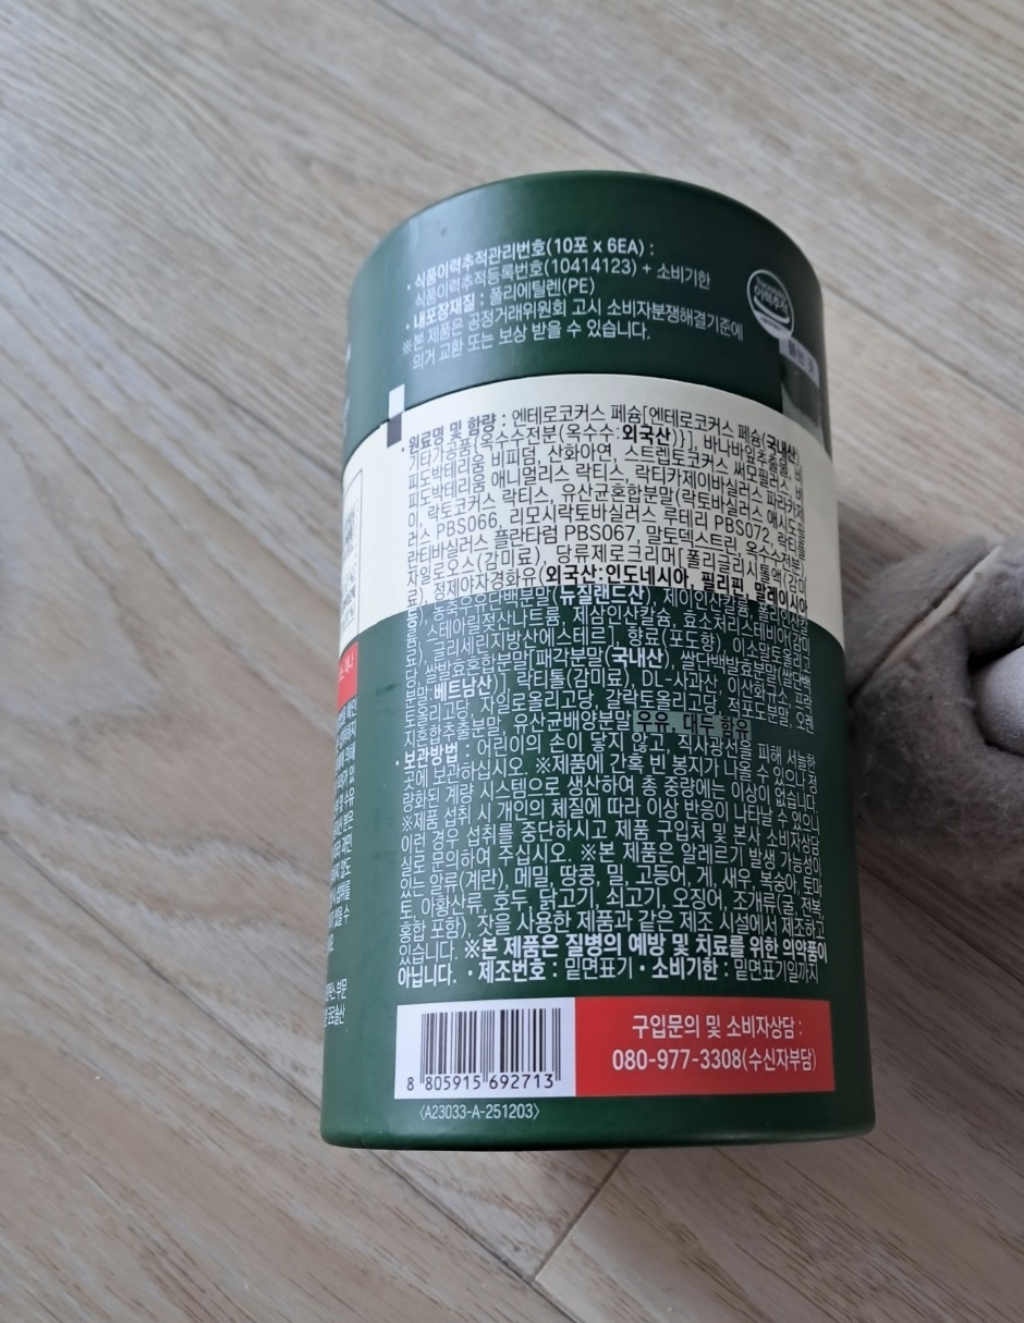 · 식품이력추적관리번호(10포 x 6EA) :
식품이력추적등록번호(10414123) + 소비기한
· 내포장재질 : 폴리에틸렌(PE)
※본 제품은 공정거래위원회 고시 소비자분쟁해결기준에
의거 교환 또는 보상 받을 수 있습니다.
· 원료명 및 함량 : 엔테로코커스 페슘[엔테로코커스 페슘(국내산),
기타가공품{옥수수전분(옥수수:외국산)}], 바나바잎추출물,
피도박테리움 비피덤, 산화아연, 스트렙토코커스 써모필러스,
피도박테리움 애니멀리스 락티스, 락티카제이바실러스 파라카제
이, 락토코커스 락티스, 유산균혼합분말(락토바실러스 애시도필
러스 PBS066, 리모시락토바실러스 루테리 PBS072, 락티플
란티바실러스 플란타럼 PBS067, 말토덱스트린, 옥수수전분),
자일로오스(감미료), 당류제로크리머[폴리글리시톨액(감미
료), 정제야자경화유(외국산:인도네시아, 필리핀, 말레이시아
등), 농축우유단백분말(뉴질랜드산), 제이인산칼륨, 폴리인산칼
륨, 스테아릴젖산나트륨, 제삼인산칼슘, 효소처리스테비아(감미
료), 글리세린지방산에스테르], 향료(포도향), 이소말토올리고
당, 쌀발효혼합분말[패각분말(국내산), 쌀단백발효분말(쌀단백
분말:베트남산)], 락티톨(감미료), DL-사과산, 이산화규소, 프락
토올리고당, 자일로올리고당, 갈락토올리고당, 적포도분말, 오렌
지혼합추출분말, 유산균배양분말 우유, 대두 함유
· 보관방법 : 어린이의 손이 닿지 않고, 직사광선을 피해 서늘한
곳에 보관하십시오. ※제품에 간혹 빈 봉지가 나올 수 있으나 정
량화된 계량 시스템으로 생산하여 총 중량에는 이상이 없습니다.
※제품 섭취 시 개인의 체질에 따라 이상 반응이 나타날 수 있으니
이런 경우 섭취를 중단하시고 제품 구입처 및 본사 소비자상담
실로 문의하여 주십시오. ※본 제품은 알레르기 발생 가능성이
있는 알류(계란), 메밀, 땅콩, 밀, 고등어, 게, 새우, 복숭아, 토마
토, 아황산류, 호두, 닭고기, 쇠고기, 오징어, 조개류(굴, 전복,
홍합 포함), 잣을 사용한 제품과 같은 제조 시설에서 제조하고
있습니다. ※본 제품은 질병의 예방 및 치료를 위한 의약품이
아닙니다. · 제조번호 : 밑면표기 · 소비기한 : 밑면표기일까지
구입문의 및 소비자상담 :
080-977-3308(수신자부담)
8 805915 692713
〈A23033-A-251203〉